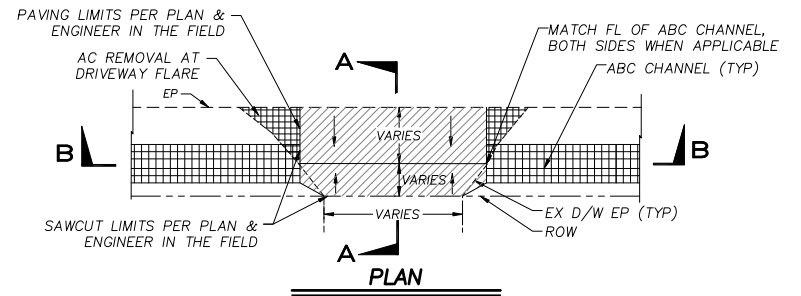 PAVING LIMITS PER PLAN &
ENGINEER IN THE FIELD
AC REMOVAL AT
DRIVEWAY FLARE
EP
A
MATCH FL OF ABC CHANNEL,
BOTH SIDES WHEN APPLICABLE
ABC CHANNEL (TYP)
VARIES
B
B
VARIES
VARIES
SAWCUT LIMITS PER PLAN &
ENGINEER IN THE FIELD
EX D/W EP (TYP)
ROW
A
PLAN